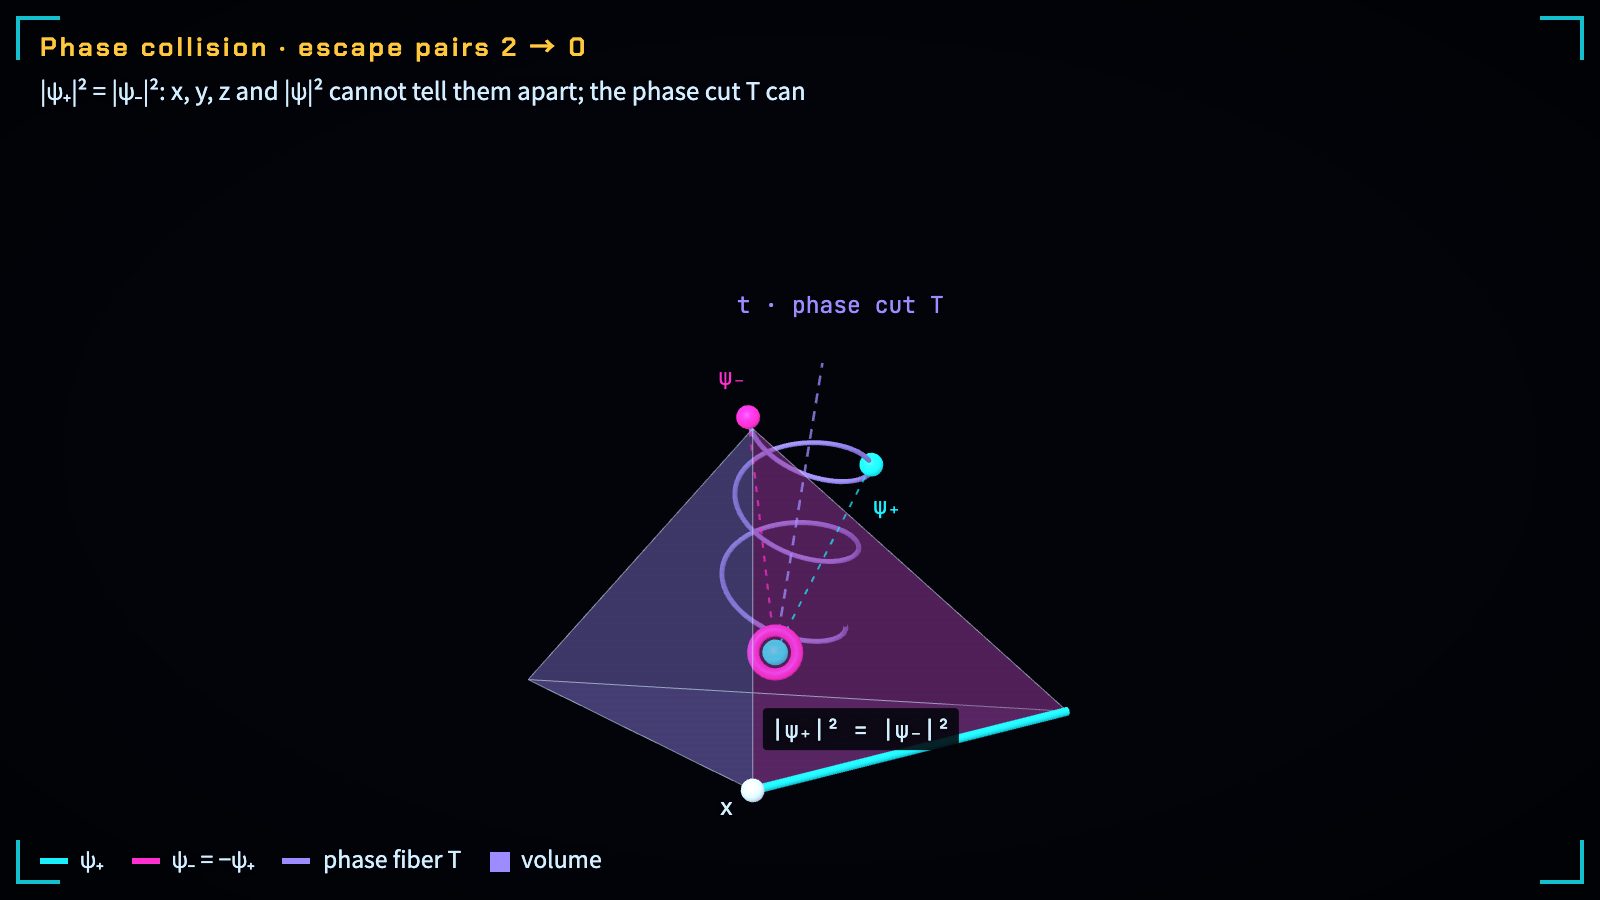 Phase collision · escape pairs 2 → 0
|ψ₊|² = |ψ₋|²: x, y, z and |ψ|² cannot tell them apart; the phase cut T can
t · phase cut T
ψ₋
ψ₊
|ψ₊|² = |ψ₋|²
x
ψ₊ ψ₋ = −ψ₊ phase fiber T volume